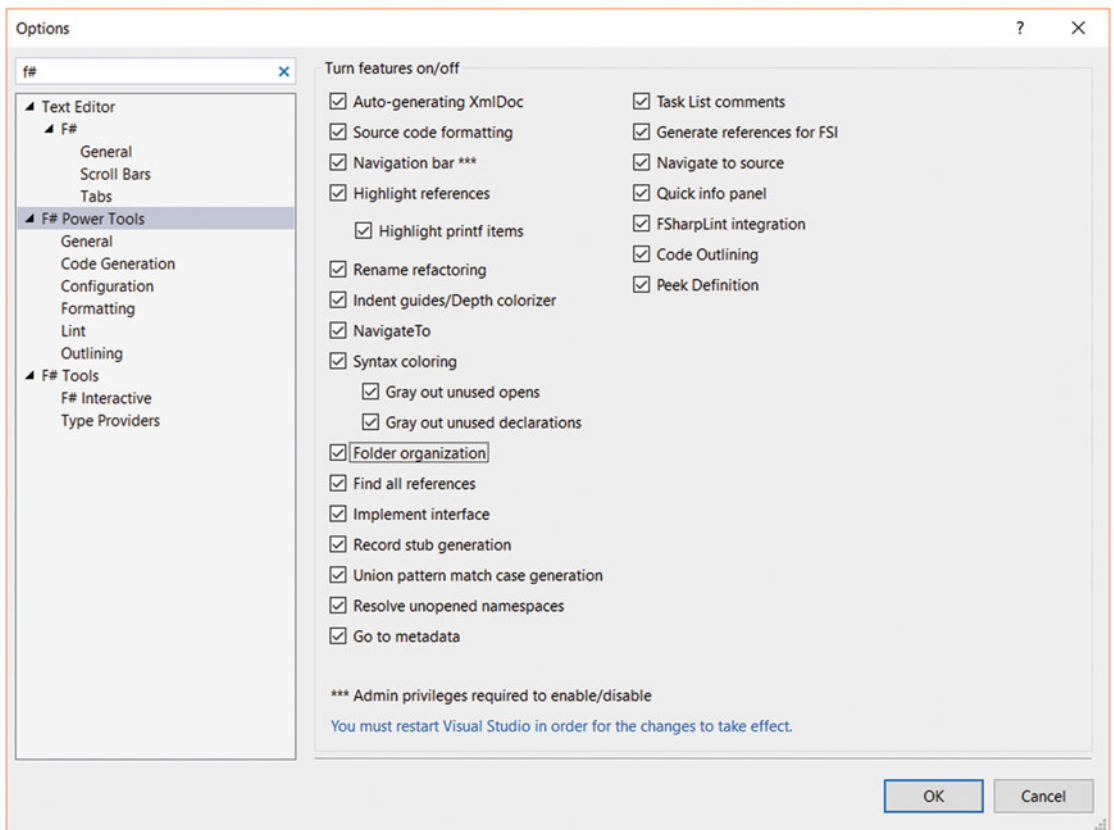 Options
?
f#
Text Editor
F#
General
Scroll Bars
Tabs
F# Power Tools
General
Code Generation
Configuration
Formatting
Lint
Outlining
F# Tools
F# Interactive
Type Providers
Turn features on/off
Auto-generating XmlDoc
Source code formatting
Navigation bar ***
Highlight references
Highlight printf items
Rename refactoring
Indent guides/Depth colorizer
NavigateTo
Syntax coloring
Gray out unused opens
Gray out unused declarations
Folder organization
Find all references
Implement interface
Record stub generation
Union pattern match case generation
Resolve unopened namespaces
Go to metadata
Task List comments
Generate references for FSI
Navigate to source
Quick info panel
FSharpLint integration
Code Outlining
Peek Definition
*** Admin privileges required to enable/disable
You must restart Visual Studio in order for the changes to take effect.
OK
Cancel